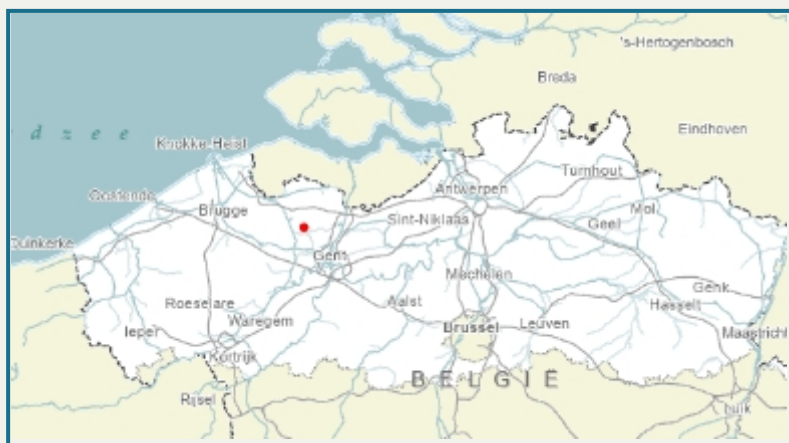 's-Hertogenbosch
Breda
d z e e
Eindhoven
Knokke-Heist
Turnhout
Antwerpen
Oostende
Brugge
Mol
Sint-Niklaas
Geel
Duinkerke
Gent
Mechelen
Genk
Roeselare
Aalst
Hasselt
Waregem
Brussel
Leuven
Ieper
Maastricht
Kortrijk
BELGIË
Rijsel
Luik